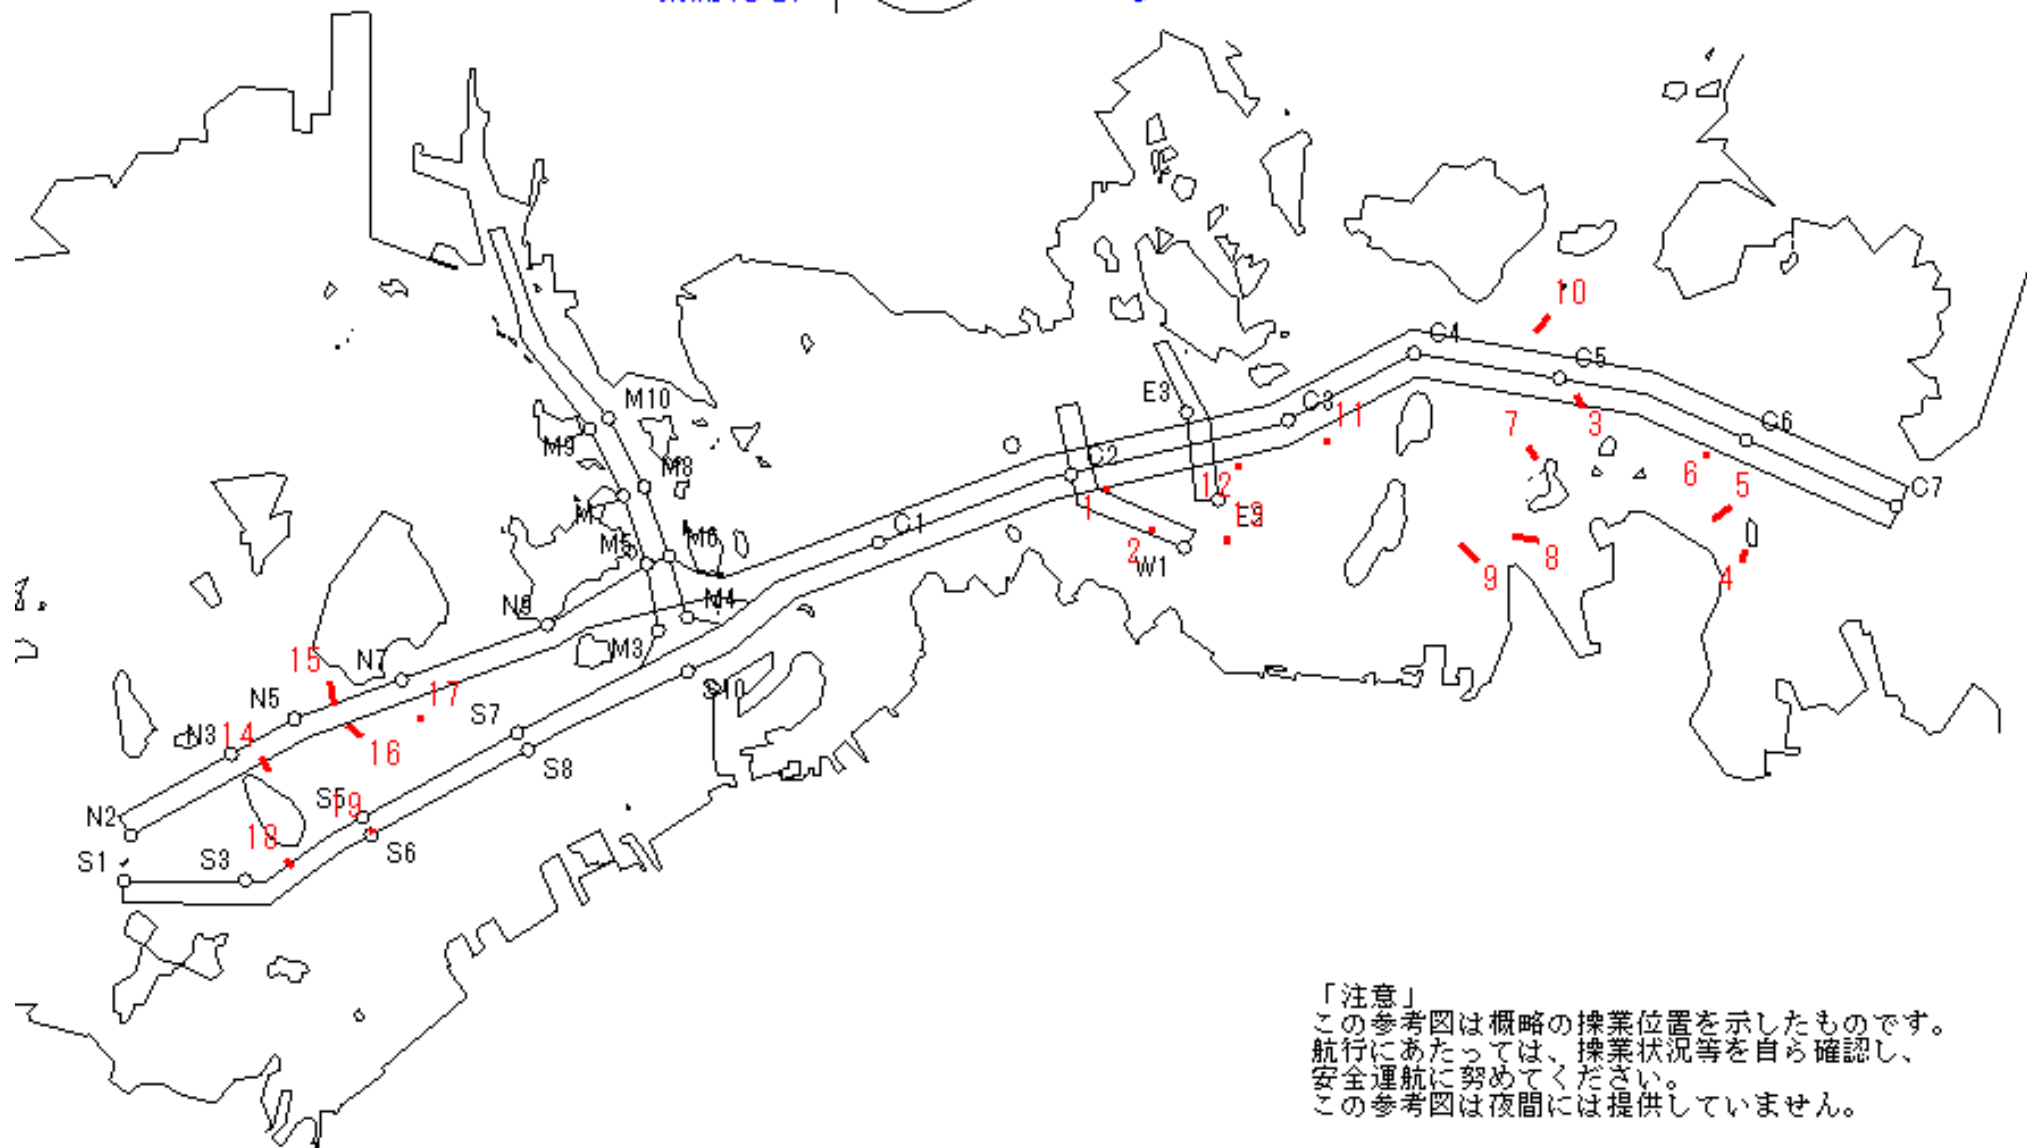 10
C4
C5
E3
M10
C3
11
3
C6
7
M9
C2
M8
12
6
5
C7
1
M7
C1
M6
M5
2
W1
8
9
4
N9
M4
M3
15
N7
17
S10
N5
S7
N3
14
16
S8
S5
19
N2
18
S6
S1
S3
「注意」
この参考図は概略の操業位置を示したものです。
航行にあたっては、操業状況等を自ら確認し、
安全運航に努めてください。
この参考図は夜間には提供していません。